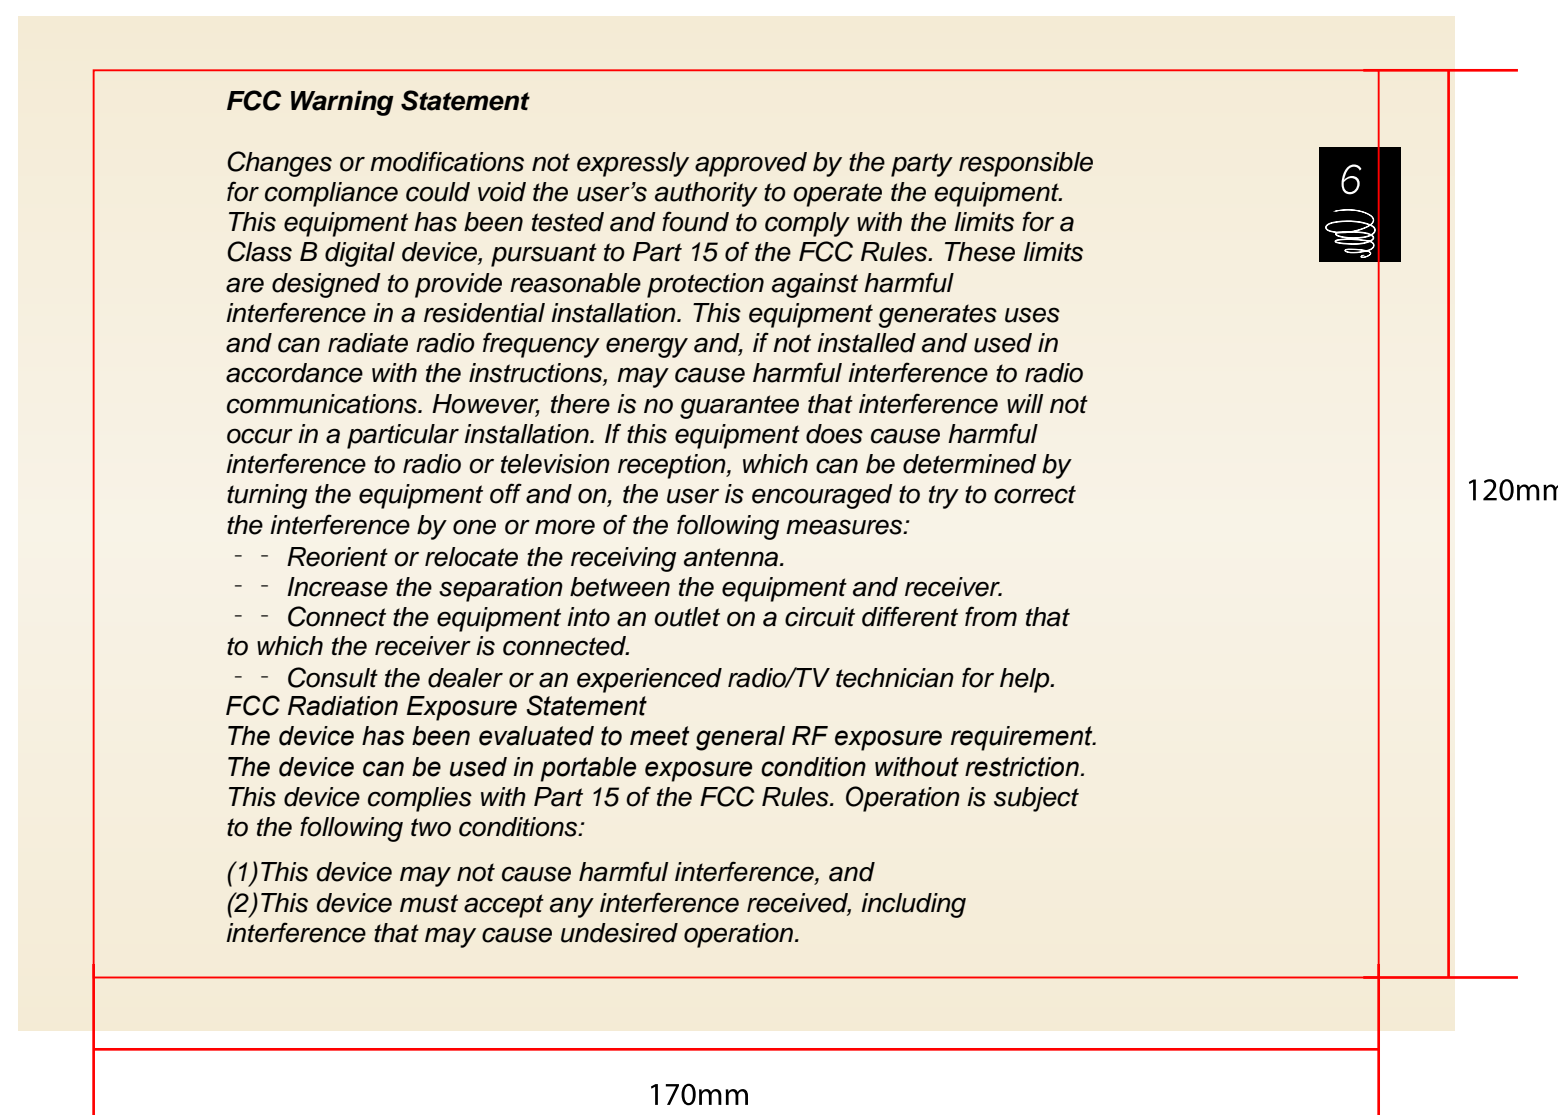 FCC Warning Statement
Changes or modifications not expressly approved by the party responsible
for compliance could void the user’s authority to operate the equipment.
This equipment has been tested and found to comply with the limits for a
Class B digital device, pursuant to Part 15 of the FCC Rules. These limits
are designed to provide reasonable protection against harmful
interference in a residential installation. This equipment generates uses
and can radiate radio frequency energy and, if not installed and used in
accordance with the instructions, may cause harmful interference to radio
communications. However, there is no guarantee that interference will not
occur in a particular installation. If this equipment does cause harmful
interference to radio or television reception, which can be determined by
turning the equipment off and on, the user is encouraged to try to correct
the interference by one or more of the following measures:
- - Reorient or relocate the receiving antenna.
- - Increase the separation between the equipment and receiver.
- - Connect the equipment into an outlet on a circuit different from that
to which the receiver is connected.
- - Consult the dealer or an experienced radio/TV technician for help.
FCC Radiation Exposure Statement
The device has been evaluated to meet general RF exposure requirement.
The device can be used in portable exposure condition without restriction.
This device complies with Part 15 of the FCC Rules. Operation is subject
to the following two conditions:
(1)This device may not cause harmful interference, and
(2)This device must accept any interference received, including
interference that may cause undesired operation.
6
120mm
170mm